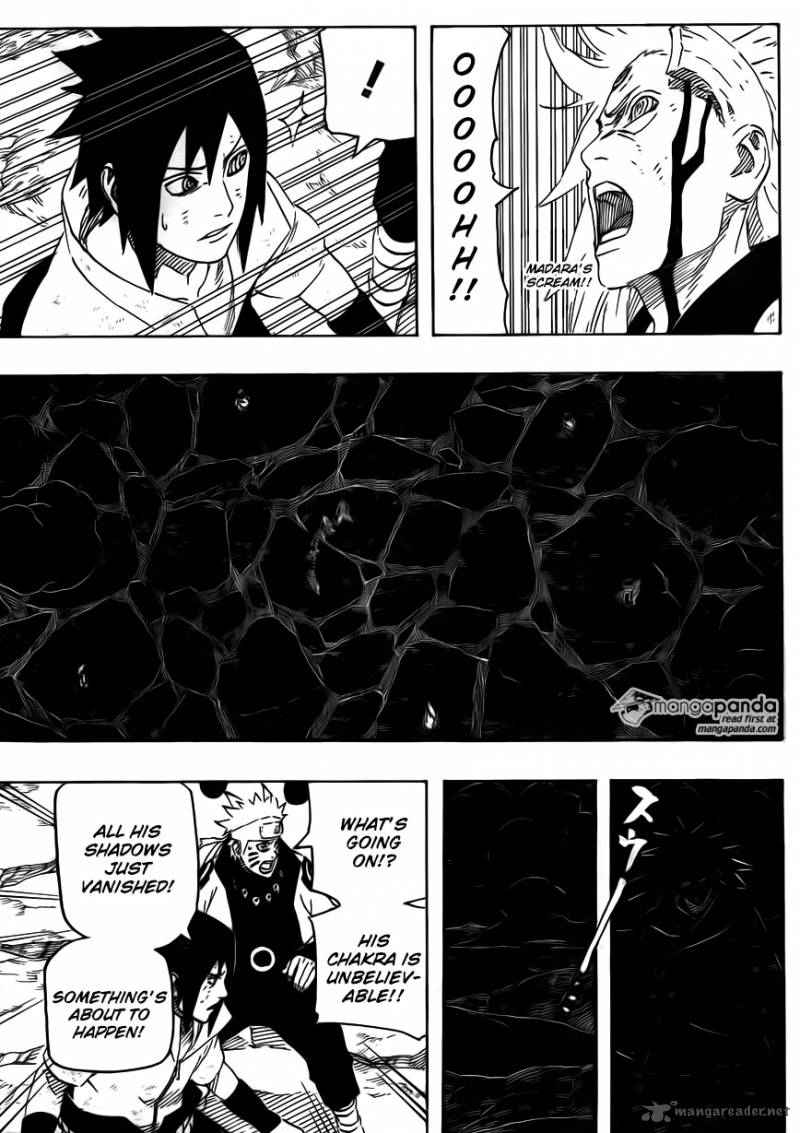 OOOOOOHH!!
MADARA'S
SCREAM!!
!
mangapanda
read first at
mangapanda.com
スゥー
WHAT'S
GOING
ON!?
HIS
CHAKRA IS
UNBELIEV-
ABLE!!
ALL HIS
SHADOWS
JUST
VANISHED!
SOMETHING'S
ABOUT TO
HAPPEN!
mangareader.net